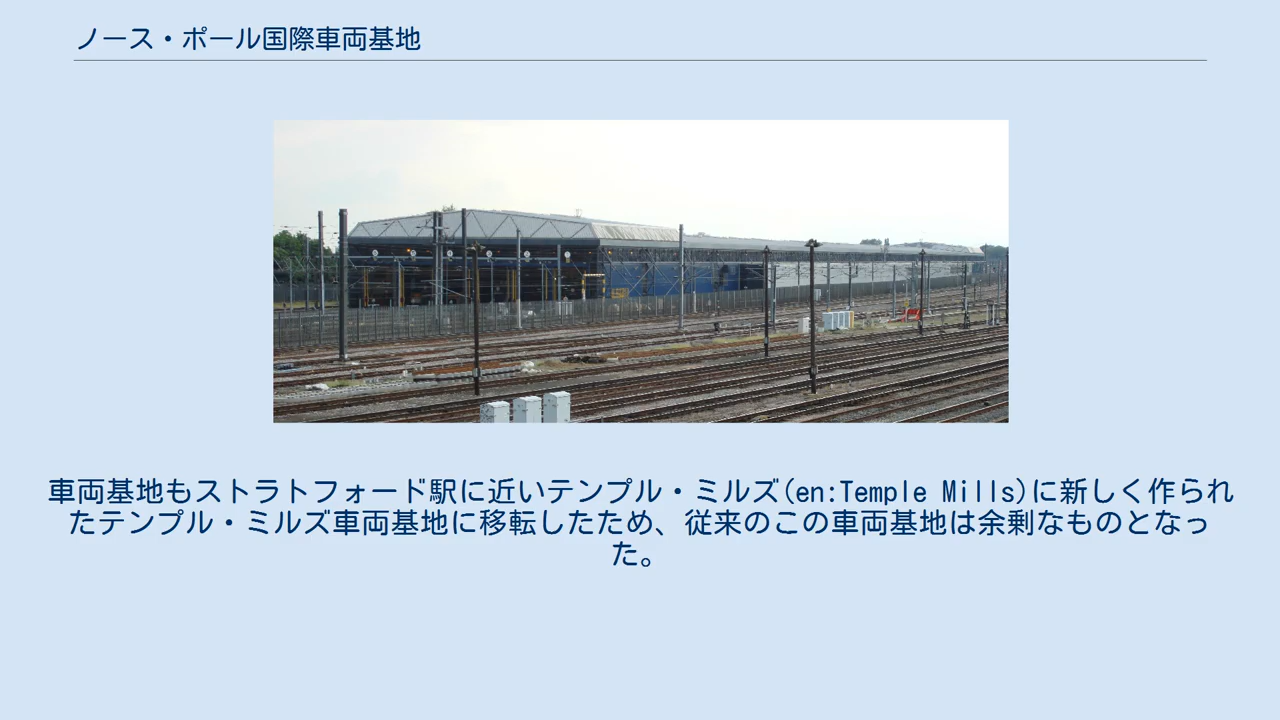 ノース・ポール国際車両基地
車両基地もストラトフォード駅に近いテンプル・ミルズ(en:Temple Mills)に新しく作られ
たテンプル・ミルズ車両基地に移転したため、従来のこの車両基地は余剰なものとなっ
た。